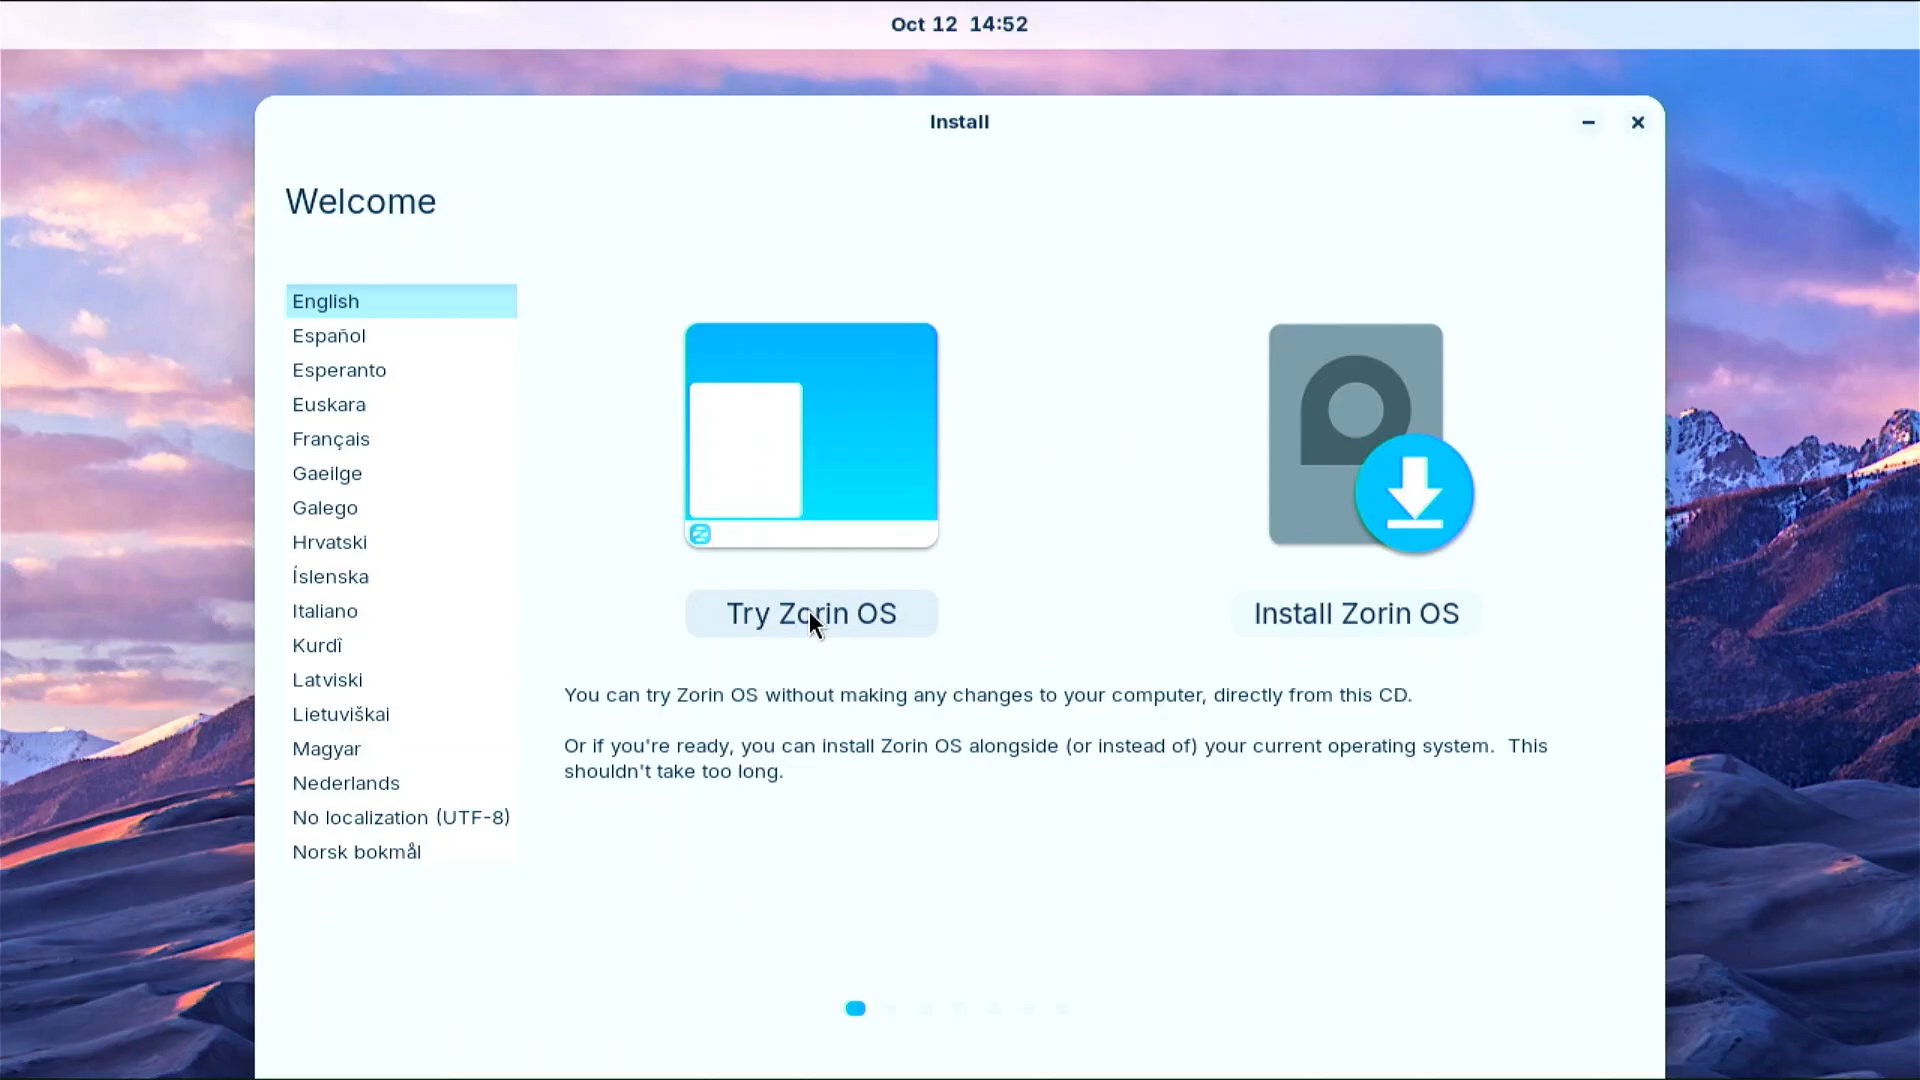 Oct 12  14:52
Install
Welcome
English
Español
Esperanto
Euskara
Français
Gaeilge
Galego
Hrvatski
Íslenska
Italiano
Kurdî
Latviski
Lietuviškai
Magyar
Nederlands
No localization (UTF-8)
Norsk bokmål
Try Zorin OS
Install Zorin OS
You can try Zorin OS without making any changes to your computer, directly from this CD.
Or if you're ready, you can install Zorin OS alongside (or instead of) your current operating system.  This
shouldn't take too long.